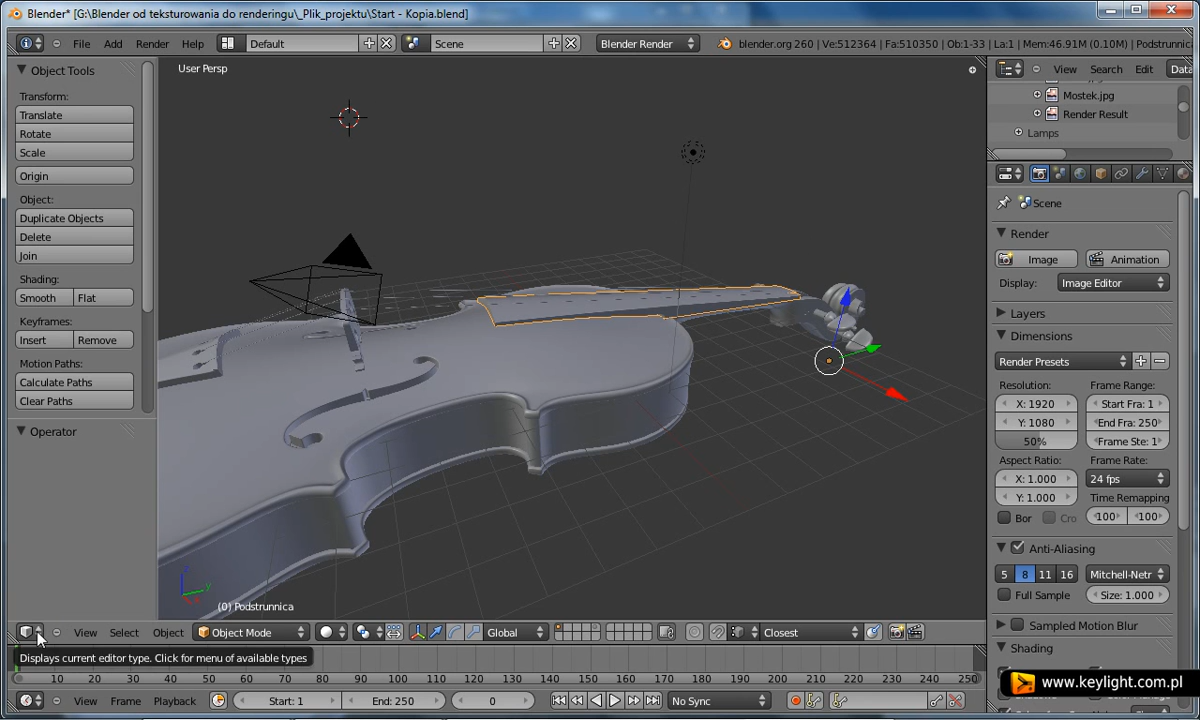 Blender* [G:\Blender od teksturowania do renderingu\_Plik_projektu\Start - Kopia.blend]
File Add Render Help Default Scene Blender Render blender.org 260 | Ve:512364 | Fa:510350 | Ob:1-33 | La:1 | Mem:46.91M (0.10M) | Podstrunnica
Object Tools
Transform:
Translate
Rotate
Scale
Origin
Object:
Duplicate Objects
Delete
Join
Shading:
Smooth Flat
Keyframes:
Insert Remove
Motion Paths:
Calculate Paths
Clear Paths
Operator
User Persp
(0) Podstrunnica
View Search Edit Data
Mostek.jpg
Render Result
Lamps
Scene
Render
Image Animation
Display: Image Editor
Layers
Dimensions
Render Presets
Resolution: Frame Range:
X: 1920 Start Fra: 1
Y: 1080 End Fra: 250
50% Frame Ste: 1
Aspect Ratio: Frame Rate:
X: 1.000 24 fps
Y: 1.000 Time Remapping
Bor Cro 100 100
Anti-Aliasing
5 8 11 16 Mitchell-Netr
Full Sample Size: 1.000
Sampled Motion Blur
Shading
View Select Object Object Mode Global Closest
Displays current editor type. Click for menu of available types
10 20 30 40 50 60 70 80 90 100 110 120 130 140 150 160 170 180 190 200 210 220 230 240 250
View Frame Playback Start: 1 End: 250 0 No Sync
www.keylight.com.pl